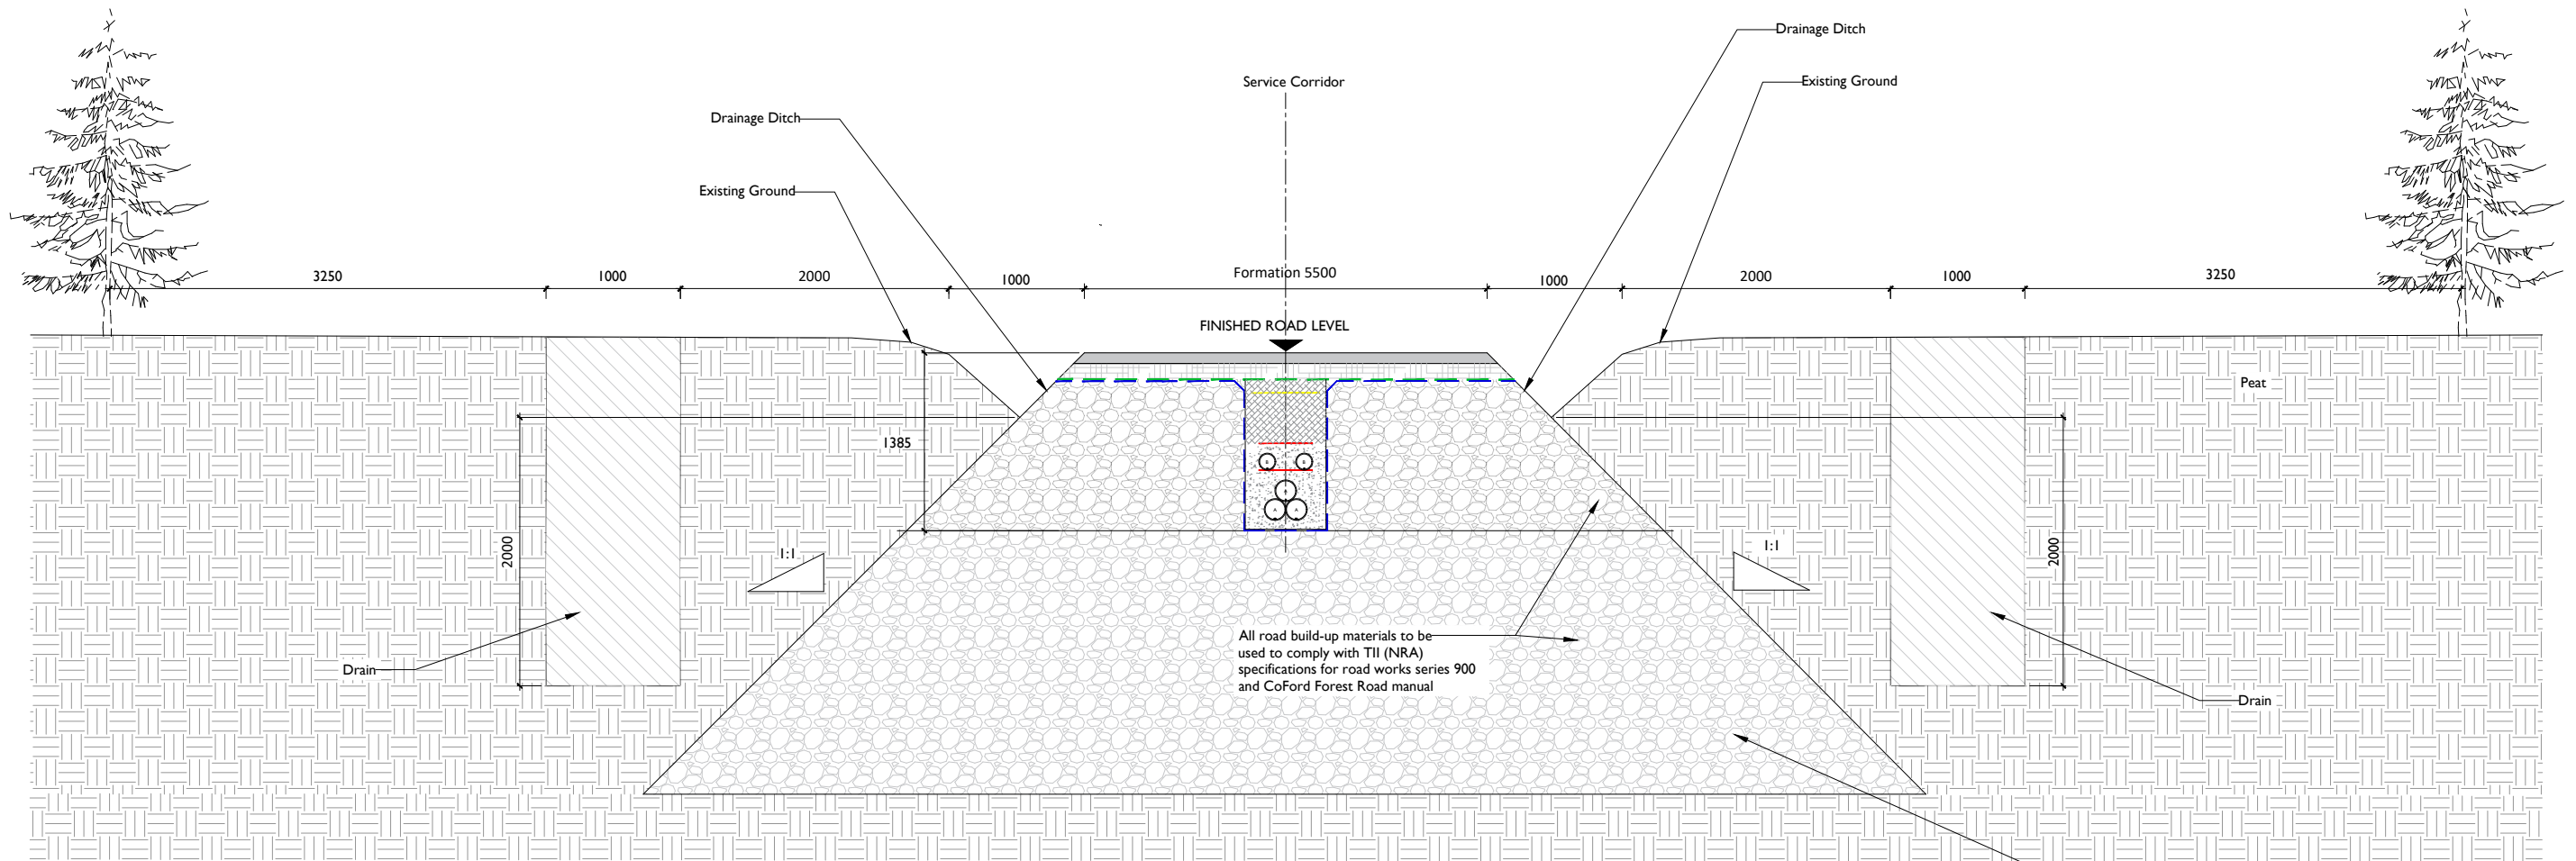 Drainage Ditch
Service Corridor
Existing Ground
Drainage Ditch
Existing Ground
3250
1000
2000
1000
Formation 5500
1000
2000
1000
3250
FINISHED ROAD LEVEL
Peat
1385
2000
1:1
1:1
2000
All road build-up materials to be
used to comply with TII (NRA)
specifications for road works series 900
and CoFord Forest Road manual
Drain
Drain